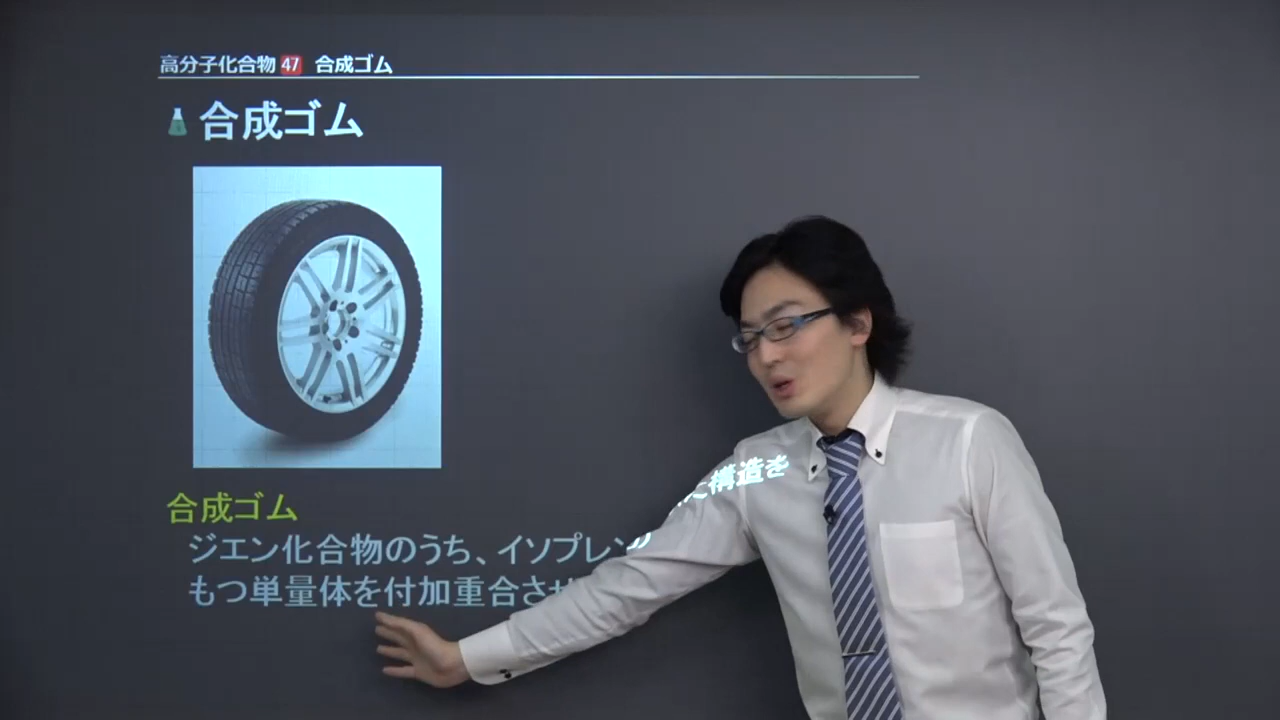 高分子化合物 47 合成ゴム
合成ゴム
合成ゴム
ジエン化合物のうち、イソプレン 構造を
もつ単量体を付加重合させ